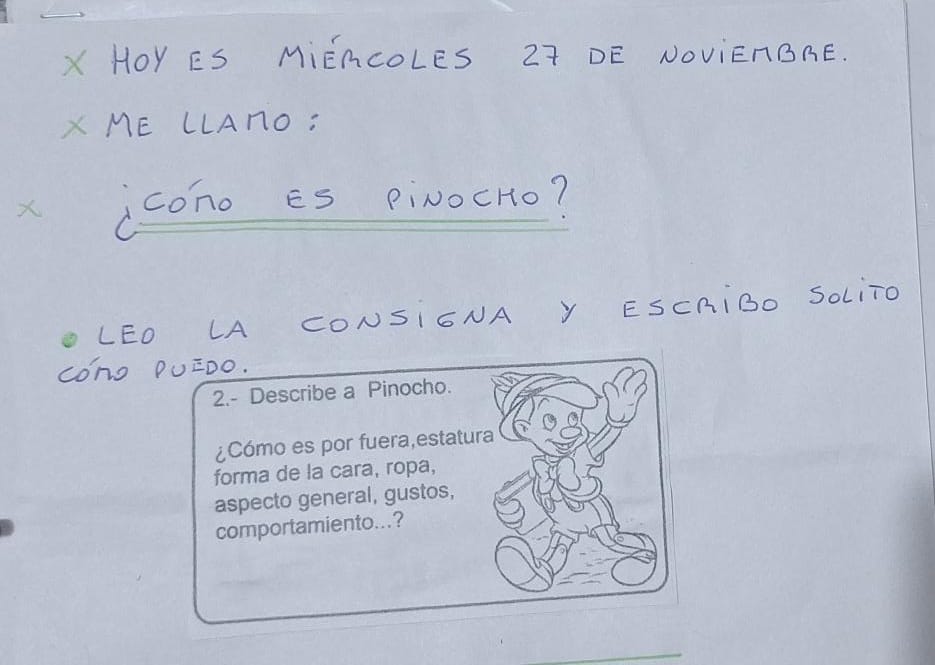 X HOY ES MIÉRCOLES 27 DE NOVIEMBRE.
X ME LLAMO:
X ¿CÓMO ES PINOCHO?
• LEO LA CONSIGNA Y ESCRIBO SOLITO
CÓMO PUEDO.
2.- Describe a Pinocho.
¿Cómo es por fuera,estatura
forma de la cara, ropa,
aspecto general, gustos,
comportamiento...?